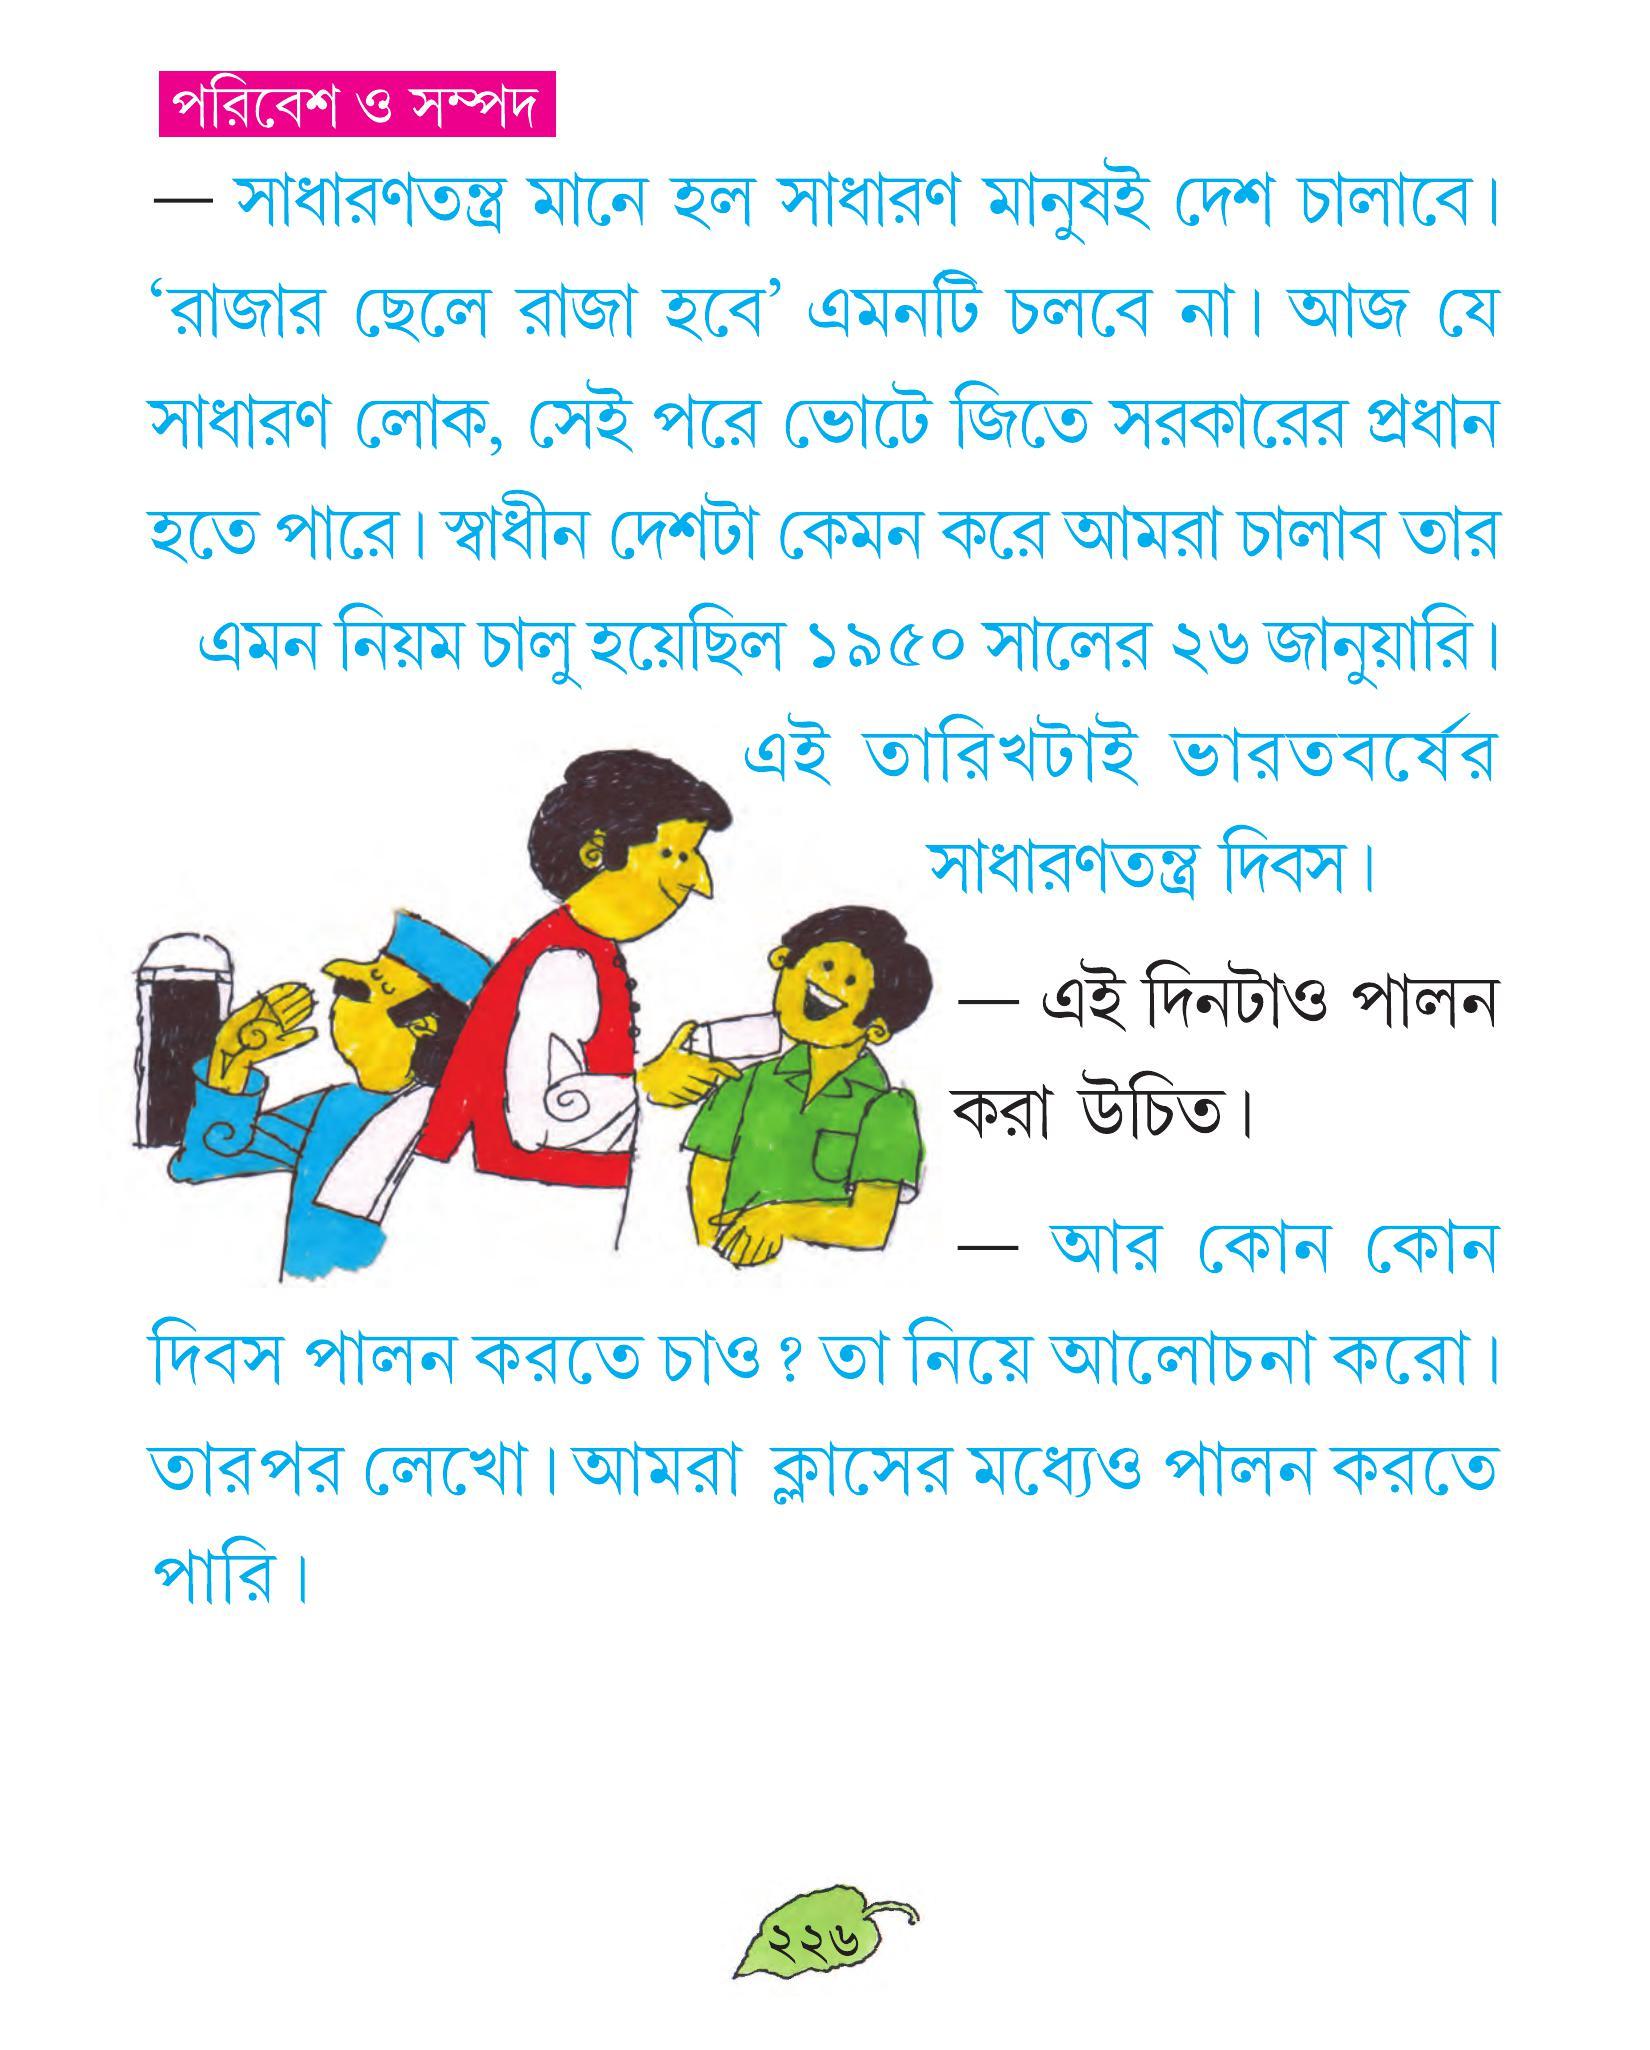 পরিবেশ ও সম্পদ
— সাধারণতন্ত্র মানে হল সাধারণ মানুষই দেশ চালাবে।
‘রাজার ছেলে রাজা হবে’ এমনটি চলবে না। আজ যে
সাধারণ লোক, সেই পরে ভোটে জিতে সরকারের প্রধান
হতে পারে। স্বাধীন দেশটা কেমন করে আমরা চালাব তার
এমন নিয়ম চালু হয়েছিল ১৯৫০ সালের ২৬ জানুয়ারি।
এই তারিখটাই ভারতবর্ষের
সাধারণতন্ত্র দিবস।
— এই দিনটাও পালন
করা উচিত।
— আর কোন কোন
দিবস পালন করতে চাও? তা নিয়ে আলোচনা করো।
তারপর লেখো। আমরা ক্লাসের মধ্যেও পালন করতে
পারি।
২২৬